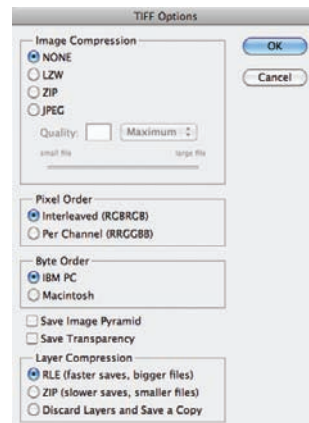 TIFF Options
Image Compression
NONE
LZW
ZIP
JPEG
Quality:
Maximum
small file
large file
OK
Cancel
Pixel Order
Interleaved (RGBRGB)
Per Channel (RRGGBB)
Byte Order
IBM PC
Macintosh
Save Image Pyramid
Save Transparency
Layer Compression
RLE (faster saves, bigger files)
ZIP (slower saves, smaller files)
Discard Layers and Save a Copy